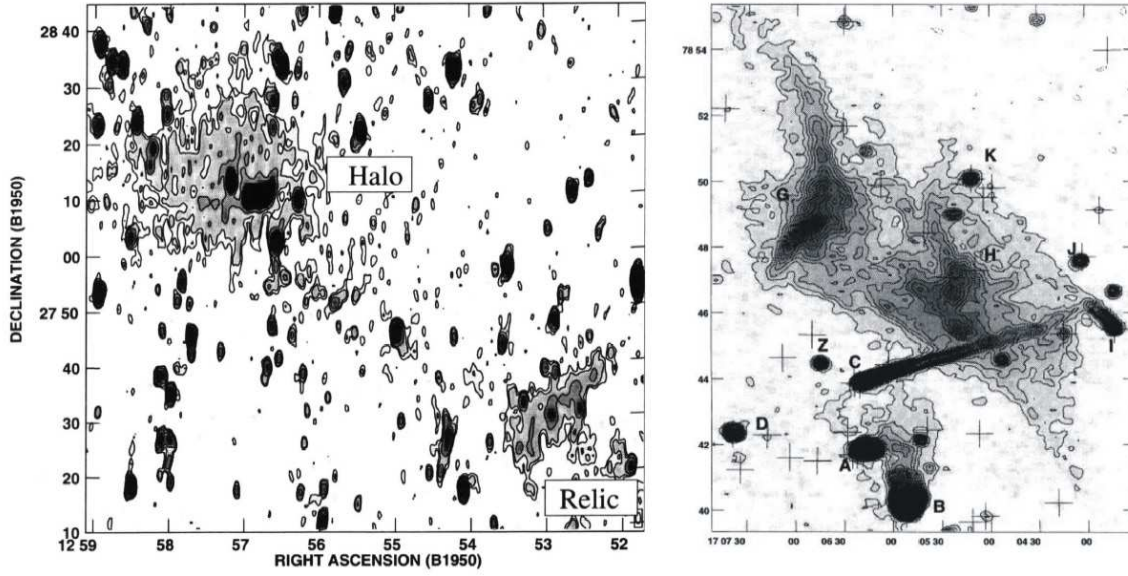 28 40
30
20
10
00
27 50
40
30
20
10
DECLINATION (B1950)
12 59
58
57
56
55
54
53
52
RIGHT ASCENSION (B1950)
Halo
Relic
78 54
52
50
48
46
44
42
40
17 07 30
00
06 30
00
05 30
00
04 30
00
K
G
H
J
I
Z
C
D
A
B